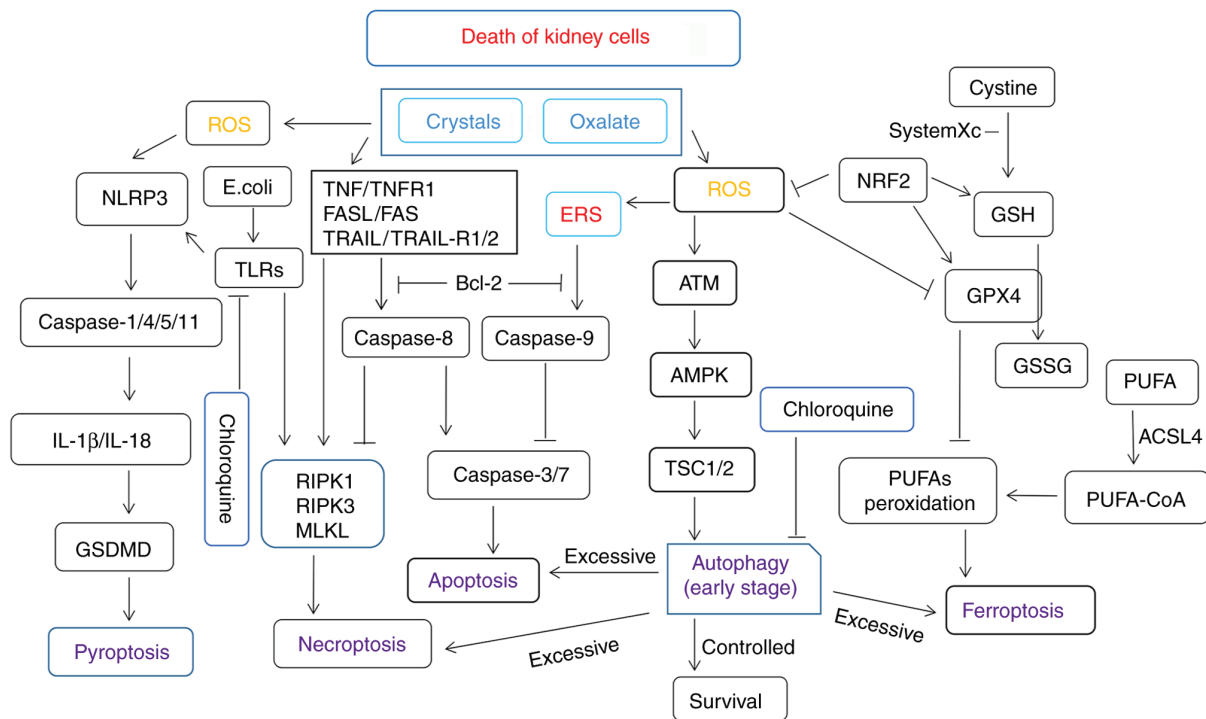 Death of kidney cells
Crystals
Oxalate
ROS
NLRP3
E.coli
TLRs
Caspase-1/4/5/11
IL-1β/IL-18
GSDMD
Pyroptosis
Chloroquine
TNF/TNFR1
FASL/FAS
TRAIL/TRAIL-R1/2
Bcl-2
Caspase-8
Caspase-9
ERS
RIPK1
RIPK3
MLKL
Necroptosis
Caspase-3/7
Apoptosis
Excessive
Excessive
ROS
ATM
AMPK
TSC1/2
Autophagy
(early stage)
Controlled
Survival
Chloroquine
Excessive
Cystine
SystemXc
NRF2
GSH
GPX4
GSSG
PUFA
ACSL4
PUFA-CoA
PUFAs
peroxidation
Ferroptosis